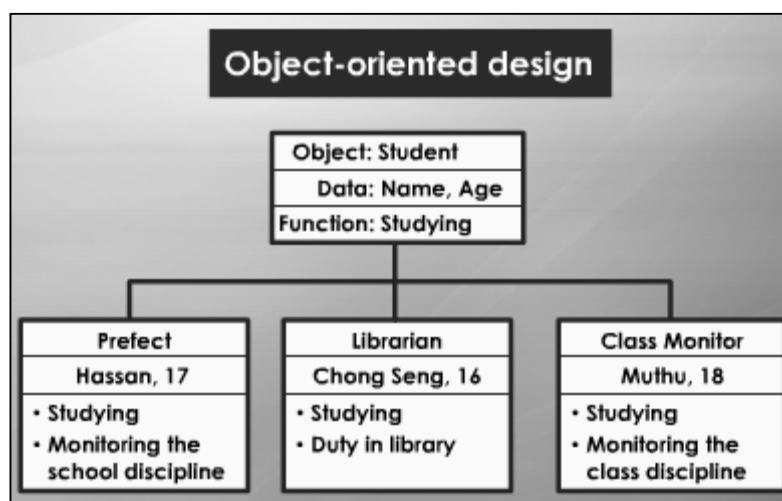 Object-oriented design
Object: Student
Data: Name, Age
Function: Studying
Prefect
Hassan, 17
• Studying
• Monitoring the
school discipline
Librarian
Chong Seng, 16
• Studying
• Duty in library
Class Monitor
Muthu, 18
• Studying
• Monitoring the
class discipline